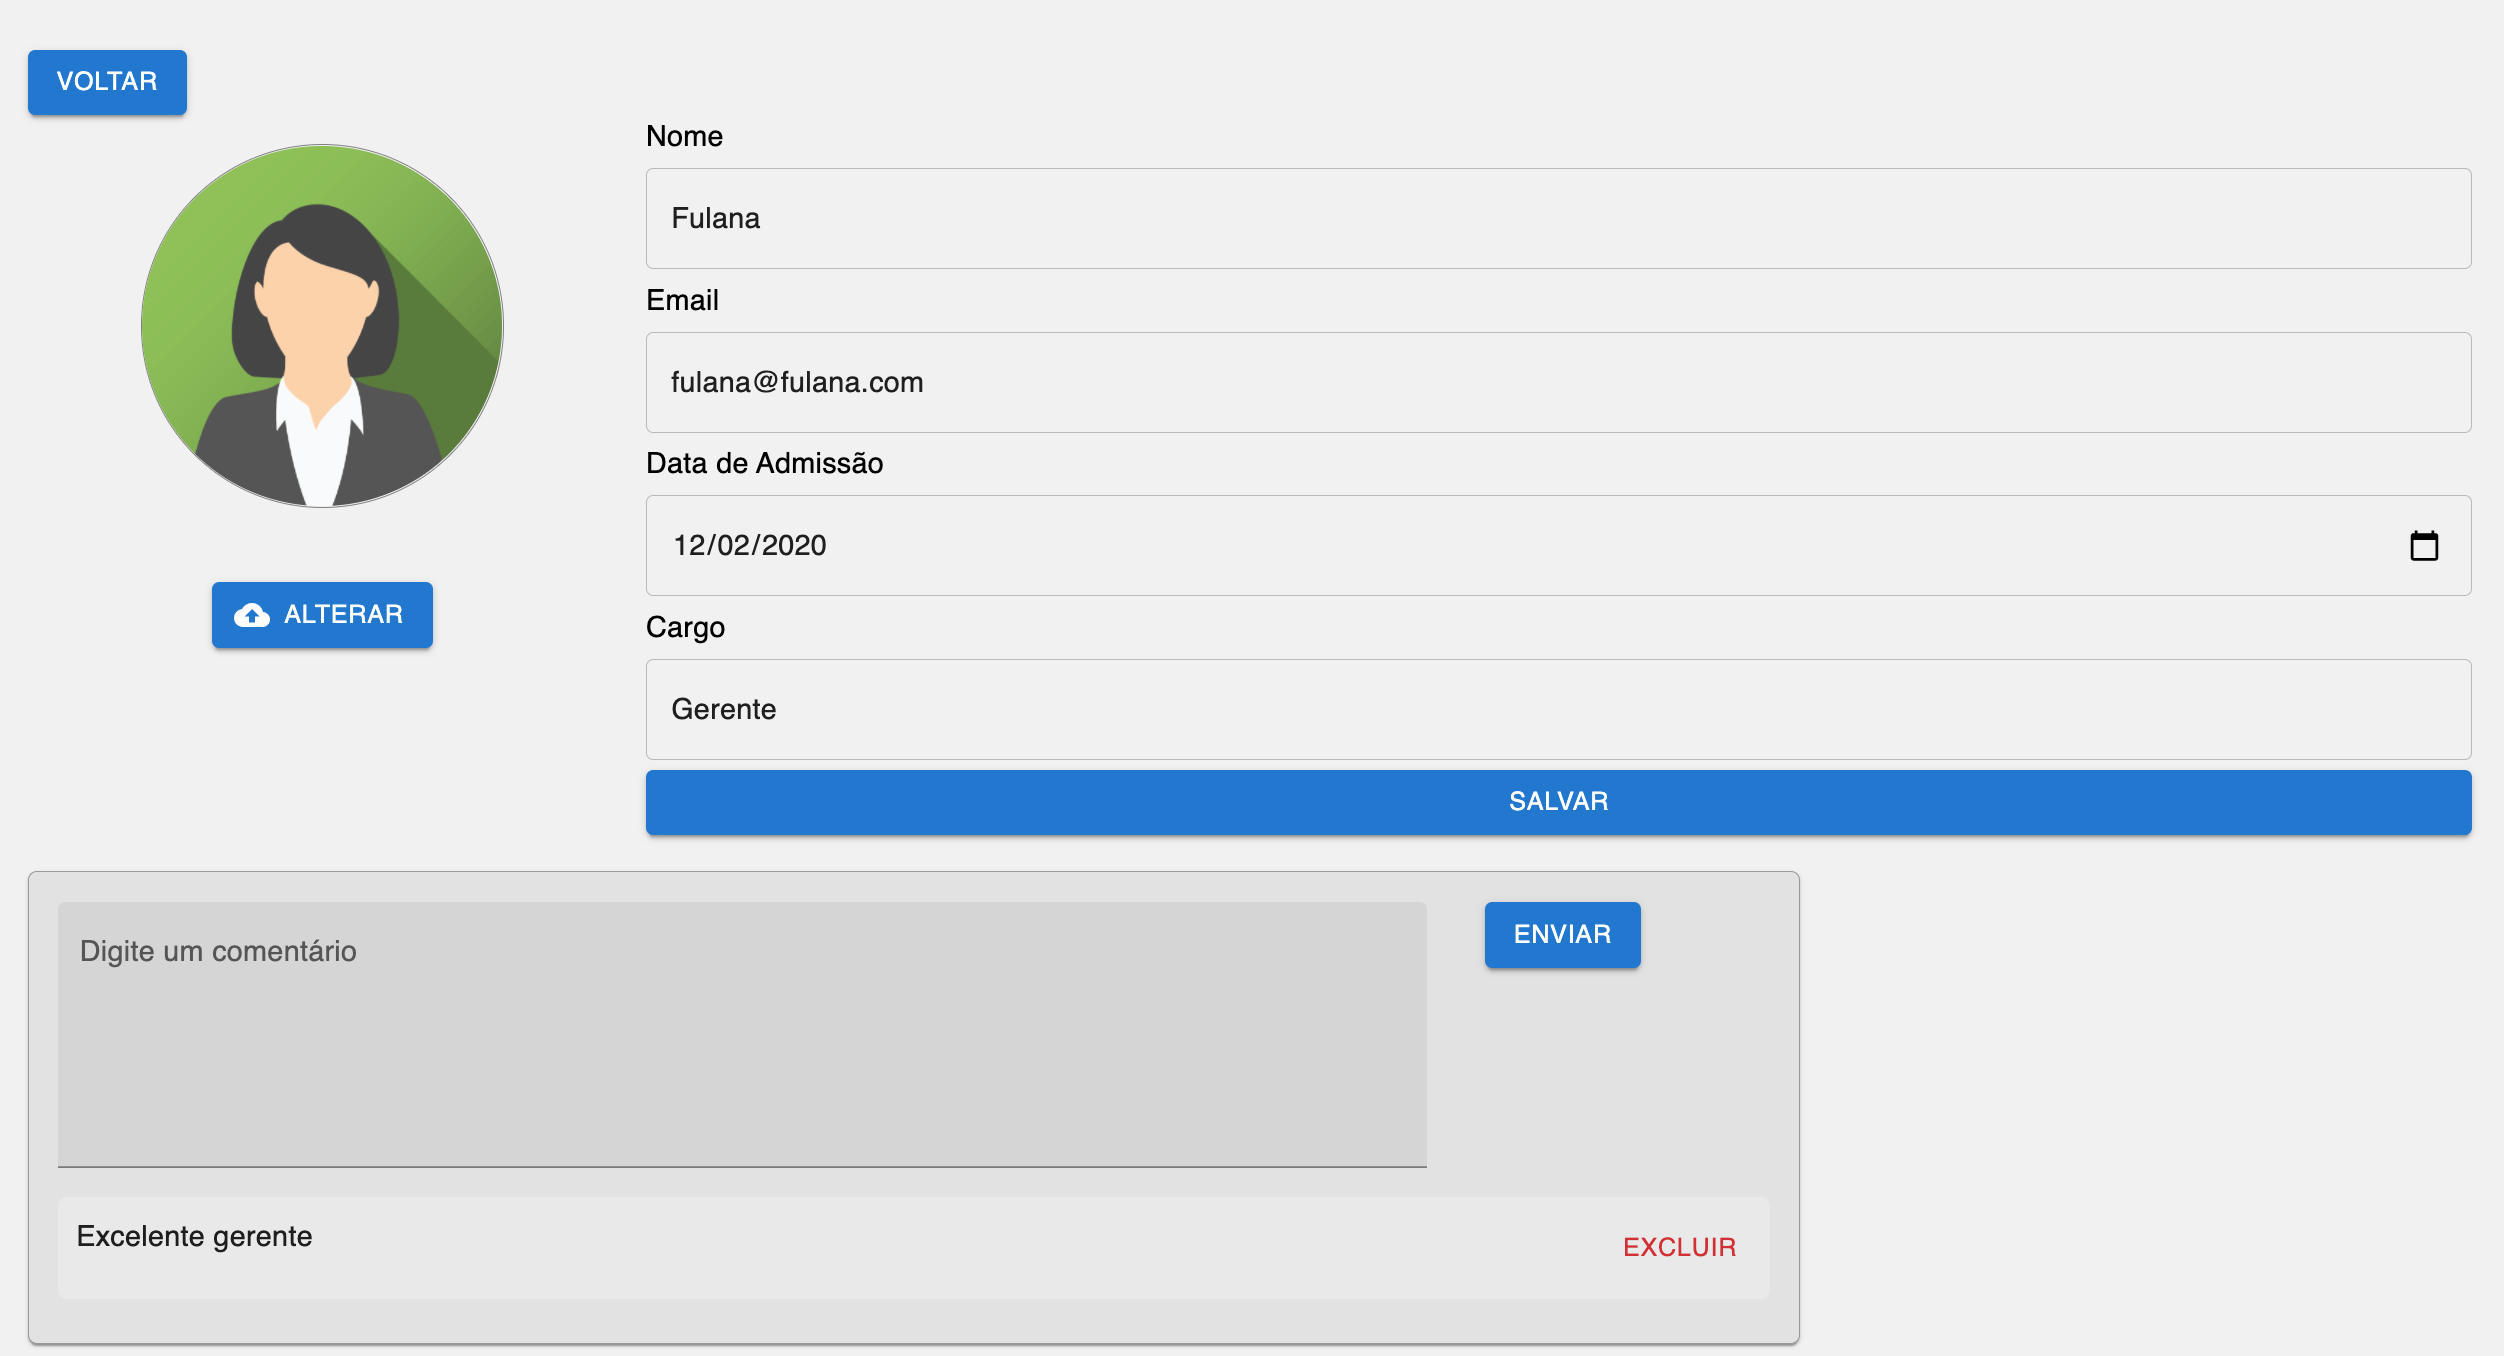 VOLTAR
Nome
Fulana
Email
fulana@fulana.com
Data de Admissão
12/02/2020
ALTERAR
Cargo
Gerente
SALVAR
Digite um comentário
ENVIAR
Excelente gerente
EXCLUIR